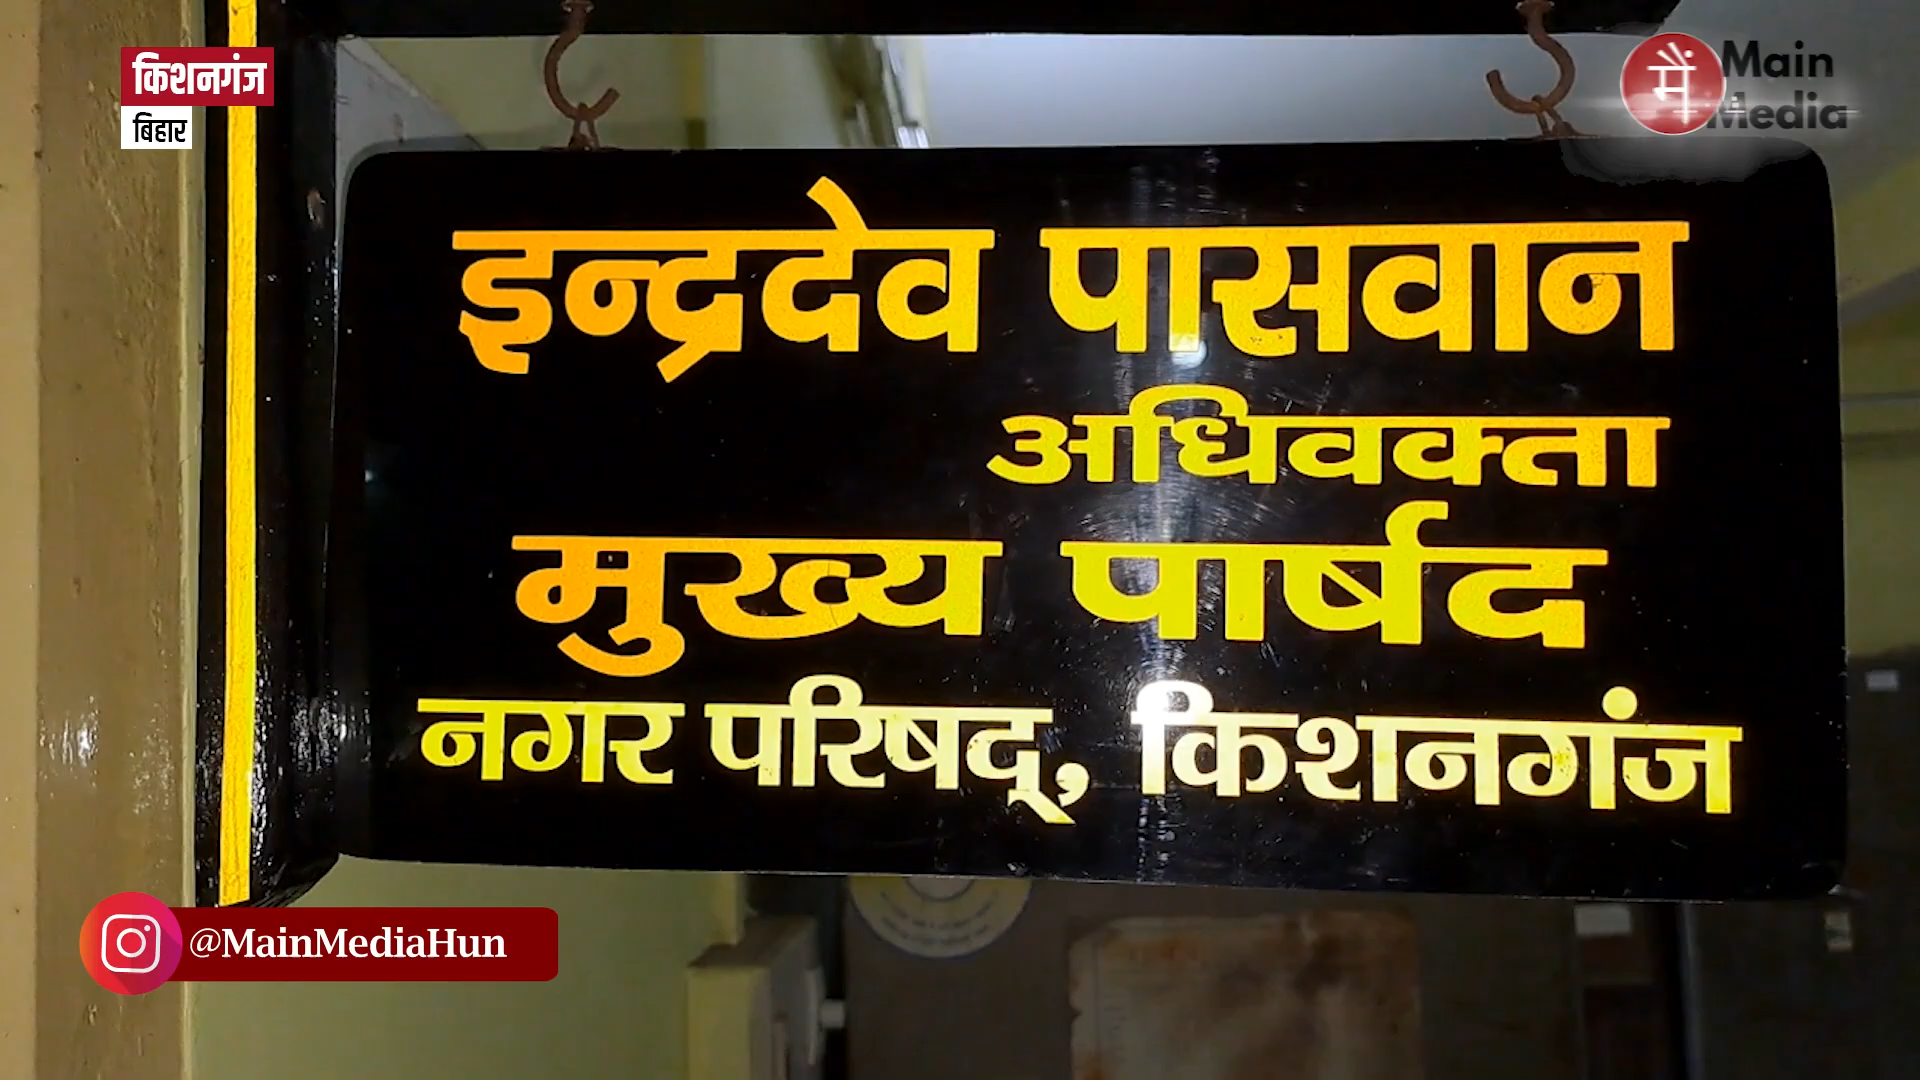 किशनगंज
बिहार
में Main
Media
इन्द्रदेव पासवान
अधिवक्ता
मुख्य पार्षद
नगर परिषद्, किशनगंज
@MainMediaHun